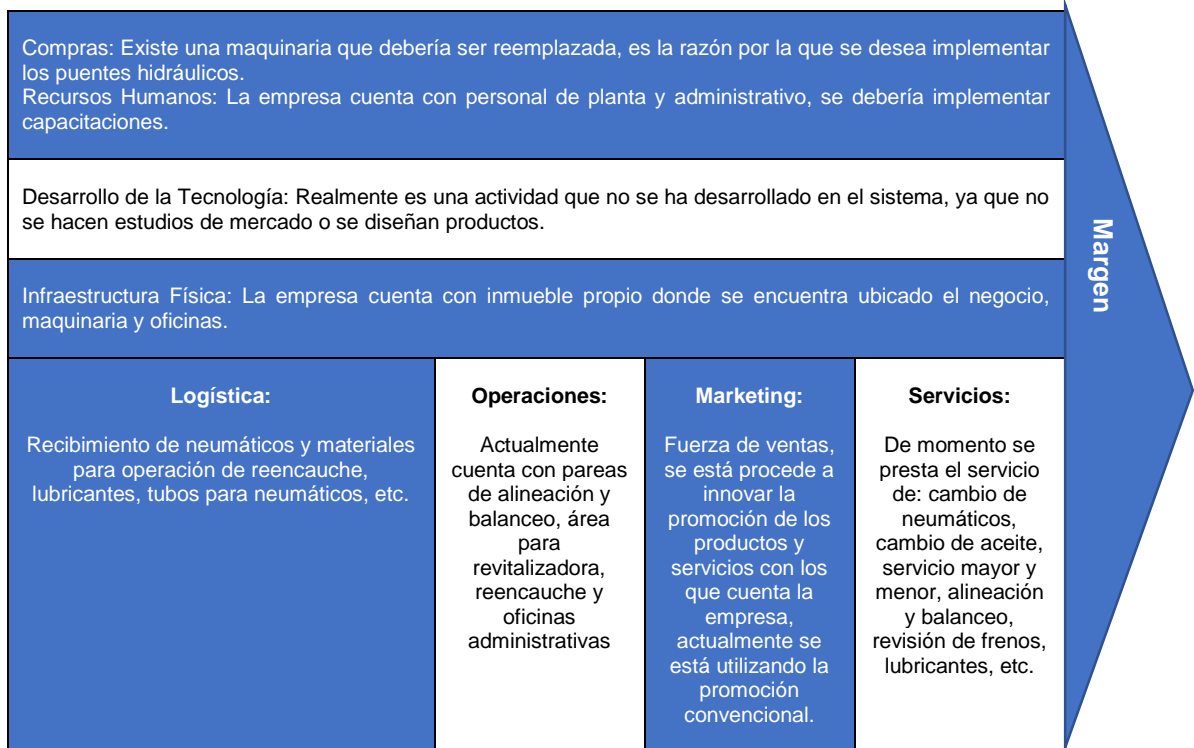 Compras: Existe una maquinaria que debería ser reemplazada, es la razón por la que se desea implementar
los puentes hidráulicos.
Recursos Humanos: La empresa cuenta con personal de planta y administrativo, se debería implementar
capacitaciones.
Desarrollo de la Tecnología: Realmente es una actividad que no se ha desarrollado en el sistema, ya que no
se hacen estudios de mercado o se diseñan productos.
Infraestructura Física: La empresa cuenta con inmueble propio donde se encuentra ubicado el negocio,
maquinaria y oficinas.
Margen
Logística:
Recibimiento de neumáticos y materiales
para operación de reencauche,
lubricantes, tubos para neumáticos, etc.
Operaciones:
Actualmente
cuenta con pareas
de alineación y
balanceo, área
para
revitalizadora,
reencauche y
oficinas
administrativas
Marketing:
Fuerza de ventas,
se está procede a
innovar la
promoción de los
productos y
servicios con los
que cuenta la
empresa,
actualmente se
está utilizando la
promoción
convencional.
Servicios:
De momento se
presta el servicio
de: cambio de
neumáticos,
cambio de aceite,
servicio mayor y
menor, alineación
y balanceo,
revisión de frenos,
lubricantes, etc.